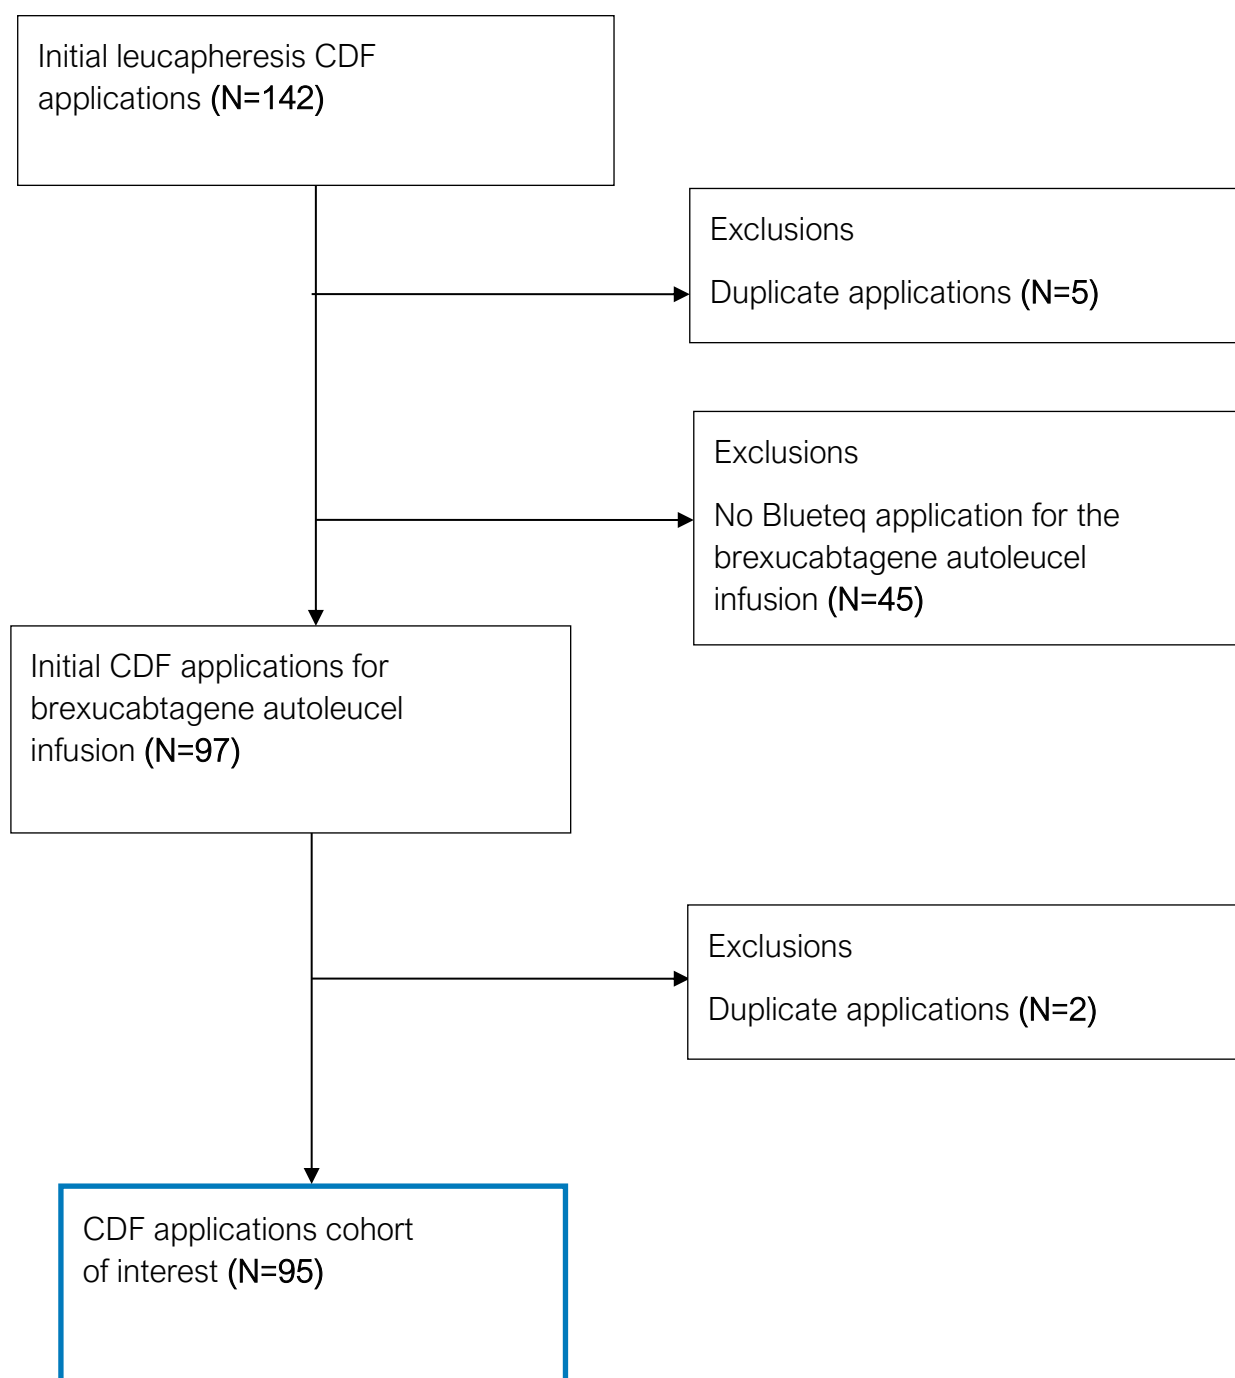 Initial leucapheresis CDF
applications (N=142)
Exclusions
Duplicate applications (N=5)
Exclusions
No Blueteq application for the
brexucabtagene autoleucel
infusion (N=45)
Initial CDF applications for
brexucabtagene autoleucel
infusion (N=97)
Exclusions
Duplicate applications (N=2)
CDF applications cohort
of interest (N=95)